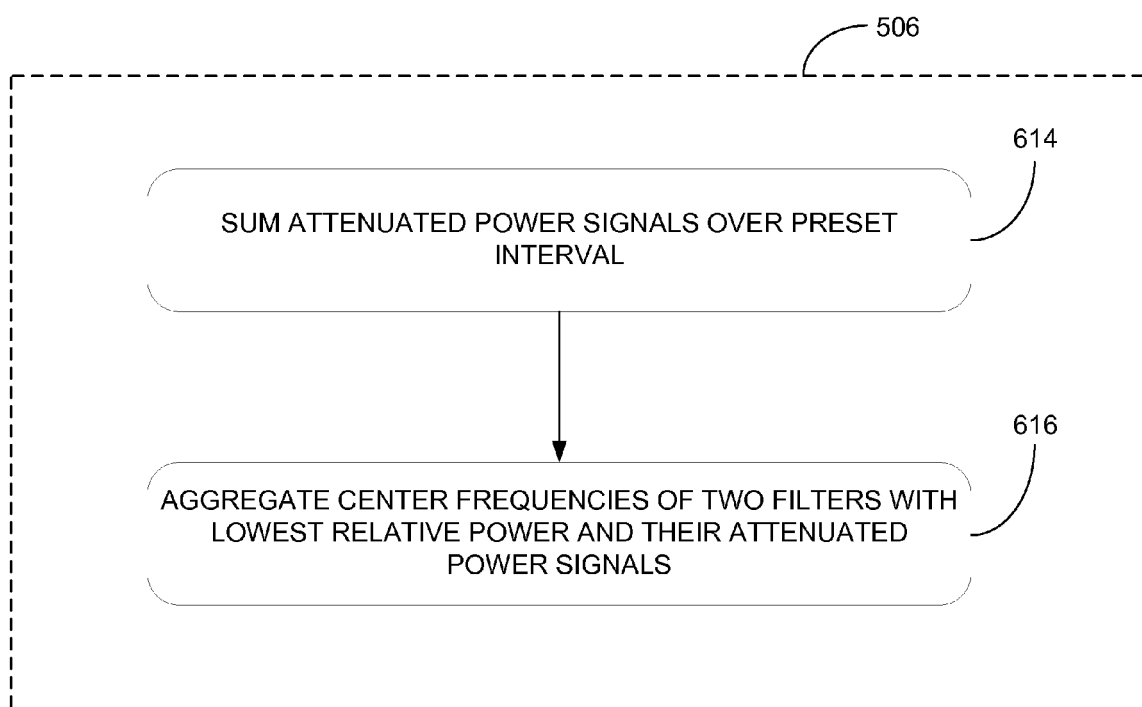 506
614
SUM ATTENUATED POWER SIGNALS OVER PRESET
INTERVAL
616
AGGREGATE CENTER FREQUENCIES OF TWO FILTERS WITH
LOWEST RELATIVE POWER AND THEIR ATTENUATED
POWER SIGNALS